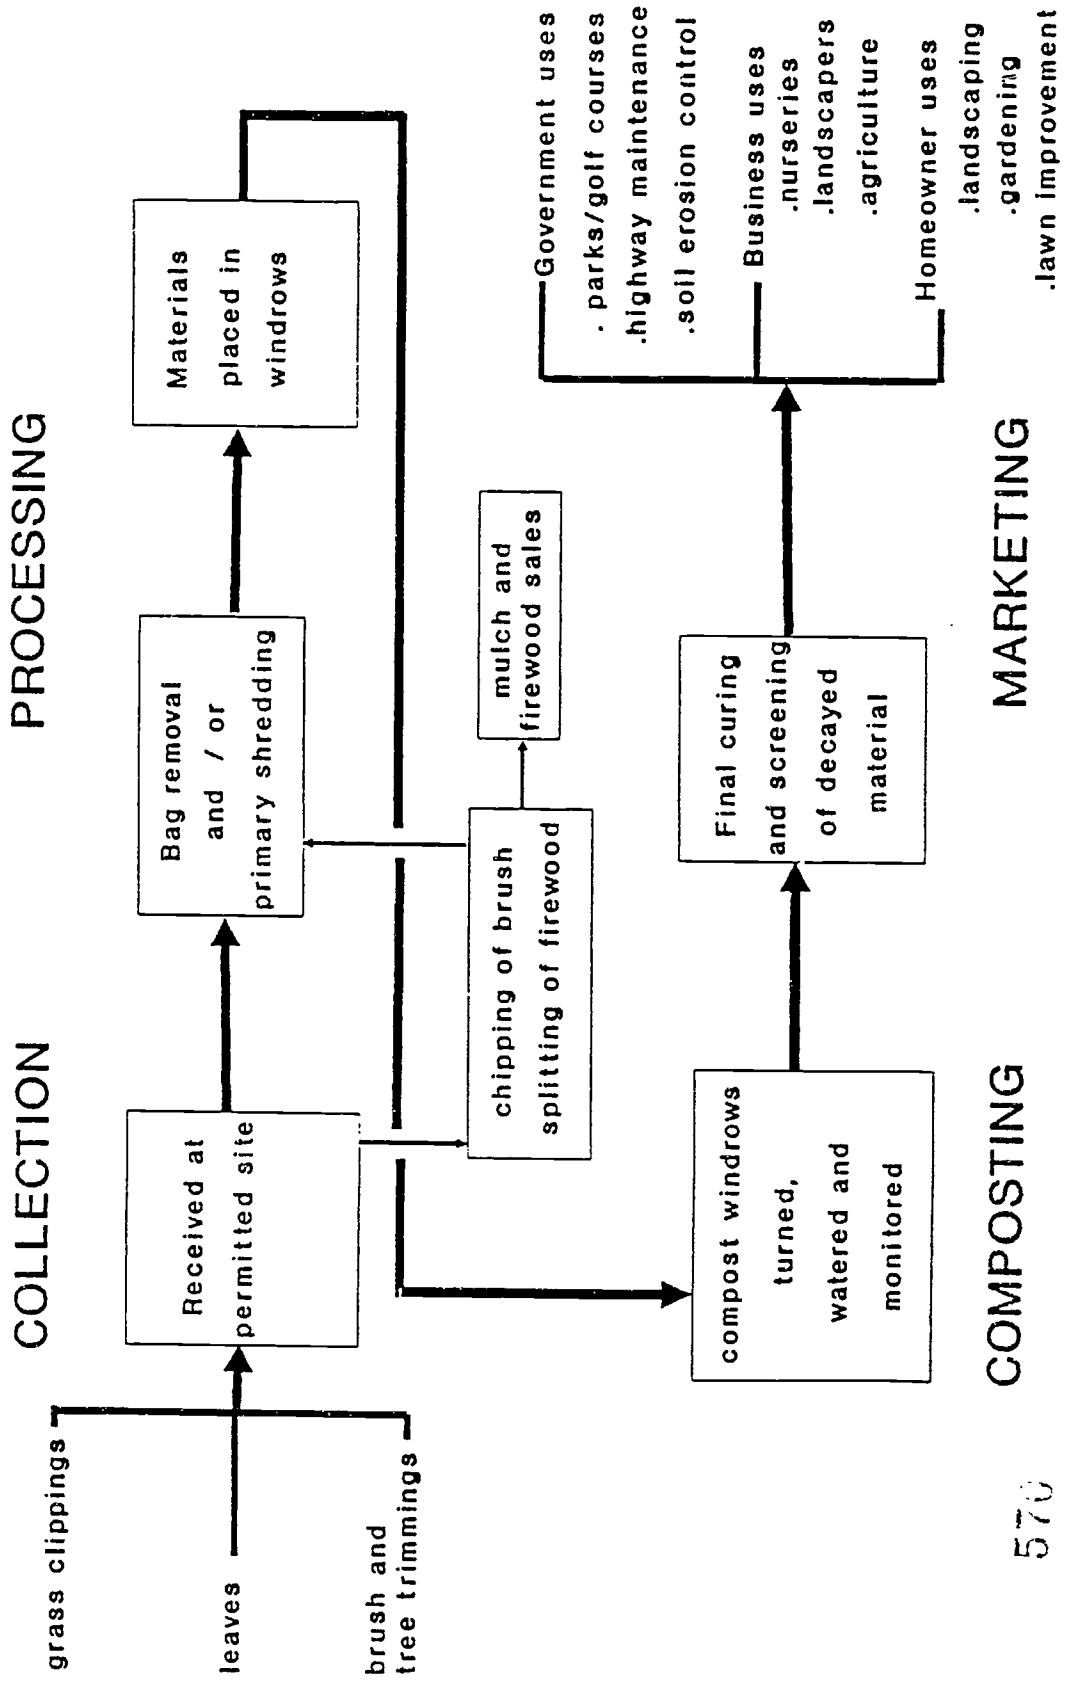 COLLECTION
PROCESSING
grass clippings
leaves
brush and
tree trimmings
Received at
permitted site
Bag removal
and / or
primary shredding
Materials
placed in
windrows
chipping of brush
splitting of firewood
mulch and
firewood sales
compost windrows
turned,
watered and
monitored
Final curing
and screening
of decayed
material
Government uses
. parks/golf courses
.highway maintenance
.soil erosion control
Business uses
.nurseries
.landscapers
.agriculture
Homeowner uses
.landscaping
.gardening
.lawn improvement
COMPOSTING
MARKETING
570